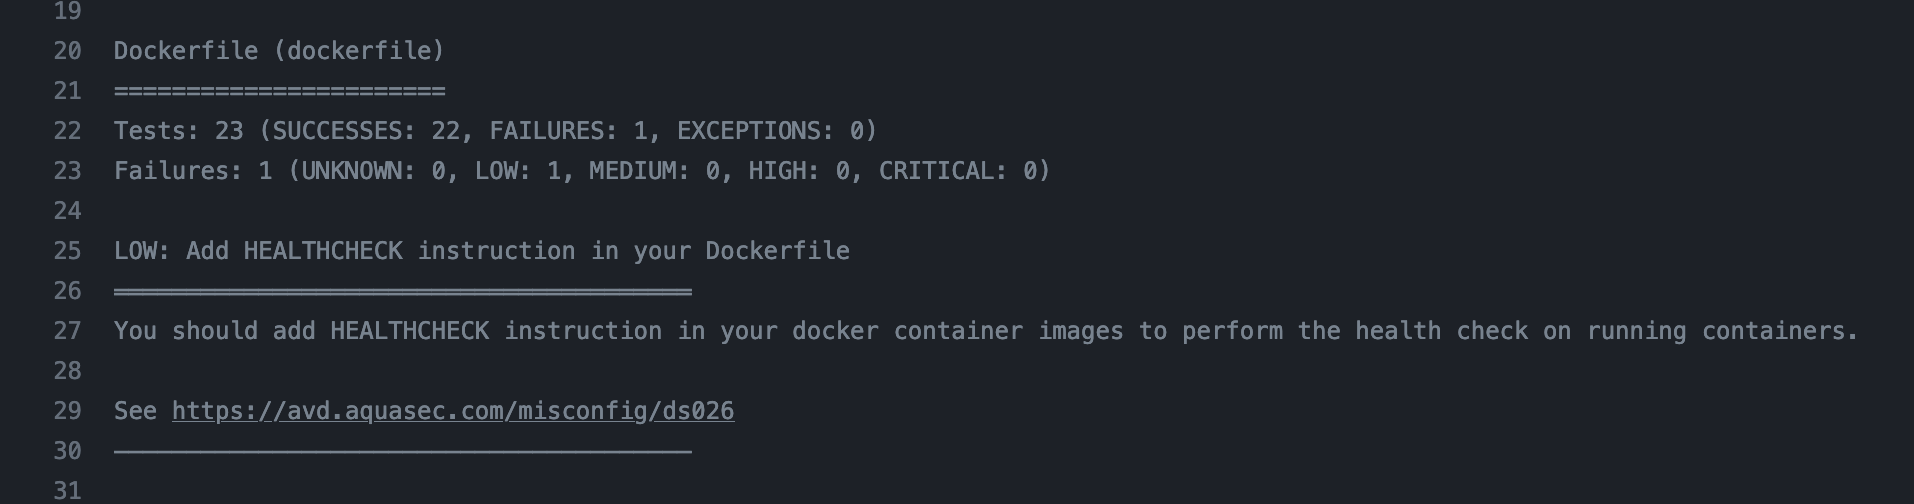 19
20 Dockerfile (dockerfile)
21 =======================
22 Tests: 23 (SUCCESSES: 22, FAILURES: 1, EXCEPTIONS: 0)
23 Failures: 1 (UNKNOWN: 0, LOW: 1, MEDIUM: 0, HIGH: 0, CRITICAL: 0)
24
25 LOW: Add HEALTHCHECK instruction in your Dockerfile
26 ════════════════════════════════════════
27 You should add HEALTHCHECK instruction in your docker container images to perform the health check on running containers.
28
29 See https://avd.aquasec.com/misconfig/ds026
30 ────────────────────────────────────────
31